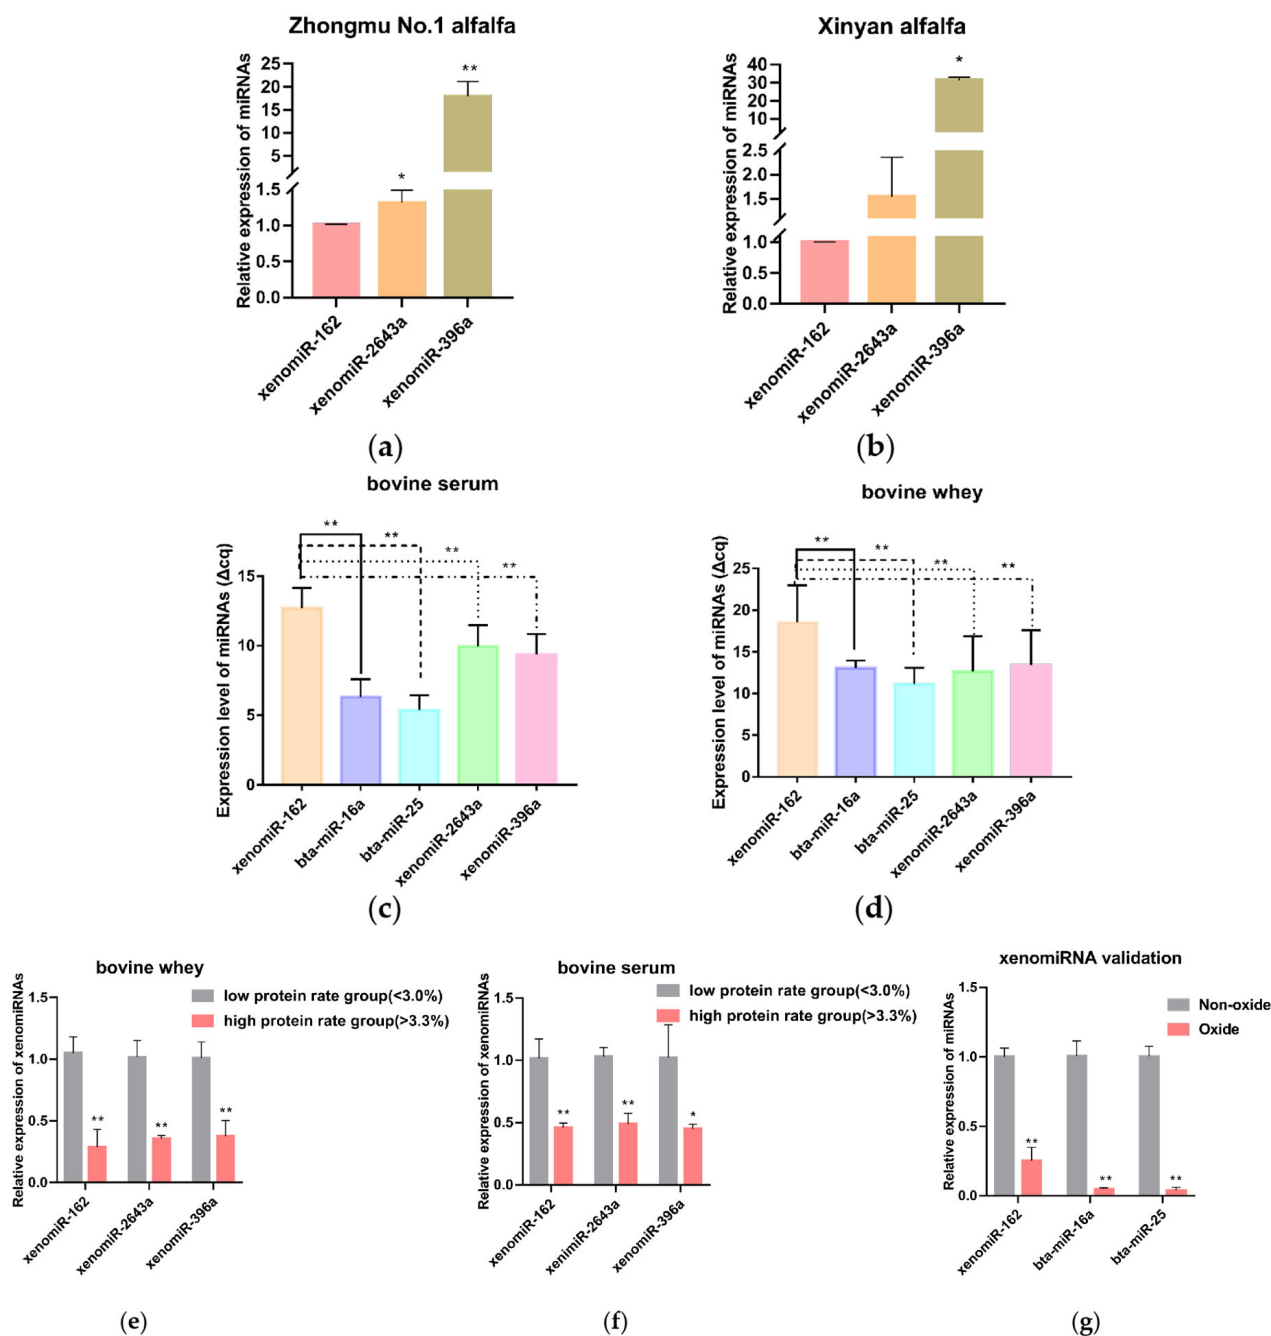 Zhongmu No.1 alfalfa
Relative expression of miRNAs
25
20
15
10
5
1.5
1.0
0.5
0.0
*
**
xenomiR-162
xenomiR-2643a
xenomiR-396a
(a)
Xinyan alfalfa
Relative expression of miRNAs
40
30
20
10
2.5
2.0
1.5
1.0
0.5
0.0
*
xenomiR-162
xenomiR-2643a
xenomiR-396a
(b)
bovine serum
Expression level of miRNAs (Δcq)
15
10
5
0
**
**
**
**
xenomiR-162
bta-miR-16a
bta-miR-25
xenomiR-2643a
xenomiR-396a
(c)
bovine whey
Expression level of miRNAs (Δcq)
25
20
15
10
5
0
**
**
**
**
xenomiR-162
bta-miR-16a
bta-miR-25
xenomiR-2643a
xenomiR-396a
(d)
bovine whey
Relative expression of xenomiRNAs
1.5
1.0
0.5
0.0
low protein rate group(<3.0%)
high protein rate group(>3.3%)
**
**
**
xenomiR-162
xenomiR-2643a
xenomiR-396a
(e)
bovine serum
Relative expression of xenomiRNAs
1.5
1.0
0.5
0.0
low protein rate group(<3.0%)
high protein rate group(>3.3%)
**
**
*
xenomiR-162
xenimiR-2643a
xenomiR-396a
(f)
xenomiRNA validation
Relative expression of miRNAs
1.5
1.0
0.5
0.0
Non-oxide
Oxide
**
**
**
xenomiR-162
bta-miR-16a
bta-miR-25
(g)